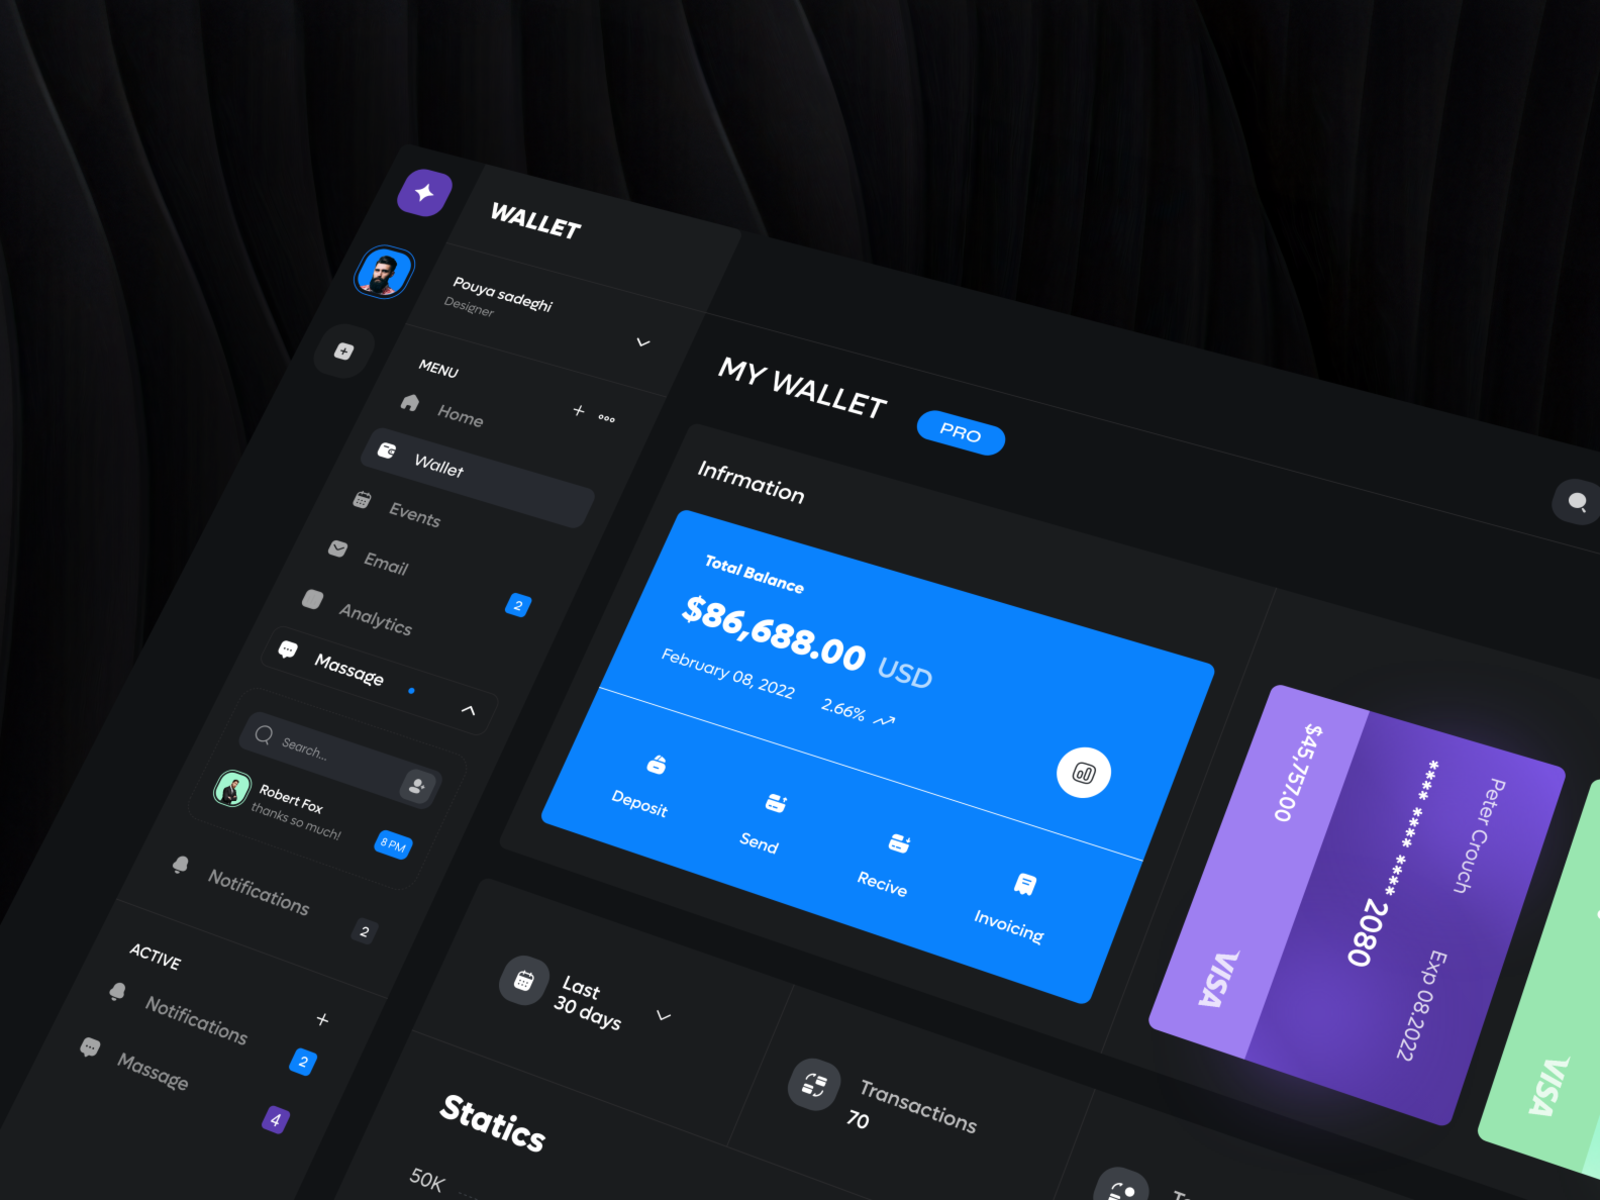 WALLET
Pouya sadeghi
Designer
MENU
Home
Wallet
Events
Email
2
Analytics
Massage
Search...
Robert Fox
thanks so much!
8 PM
Notifications
2
ACTIVE
Notifications
2
Massage
4
MY WALLET
PRO
Infrmation
Total Balance
$86,688.00 USD
February 08, 2022 2.66%
Deposit
Send
Recive
Invoicing
$45,757.00
VISA
**** **** **** 2080
Peter Crouch
Exp 08.2022
VISA
Last
30 days
Transactions
70
Statics
50K